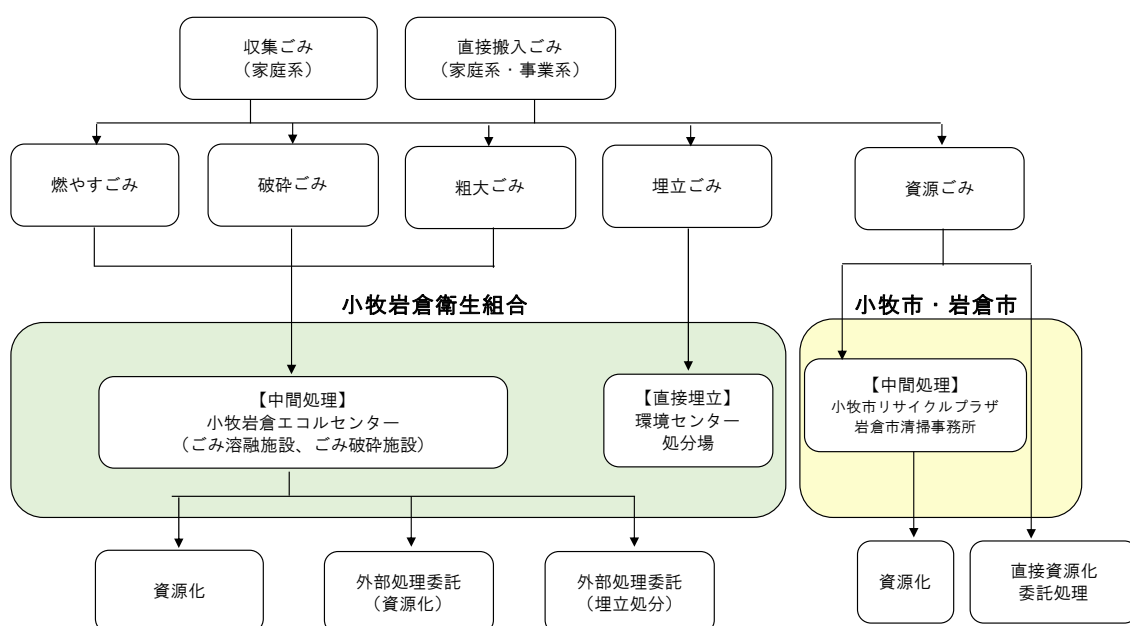 収集ごみ
（家庭系）
直接搬入ごみ
（家庭系・事業系）
燃やすごみ
破砕ごみ
粗大ごみ
埋立ごみ
資源ごみ
小牧岩倉衛生組合
小牧市・岩倉市
【中間処理】
小牧岩倉エコルセンター
（ごみ溶融施設、ごみ破砕施設）
【直接埋立】
環境センター
処分場
【中間処理】
小牧市リサイクルプラザ
岩倉市清掃事務所
資源化
外部処理委託
（資源化）
外部処理委託
（埋立処分）
資源化
直接資源化
委託処理